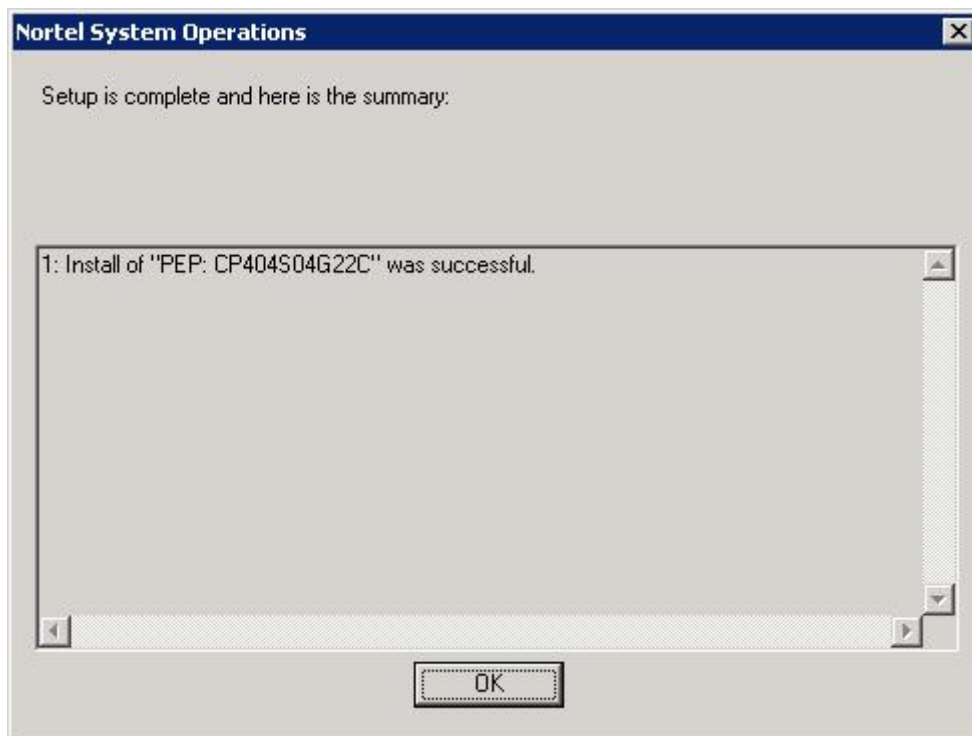 Nortel System Operations
Setup is complete and here is the summary:
1: Install of "PEP: CP404S04G22C" was successful.
OK